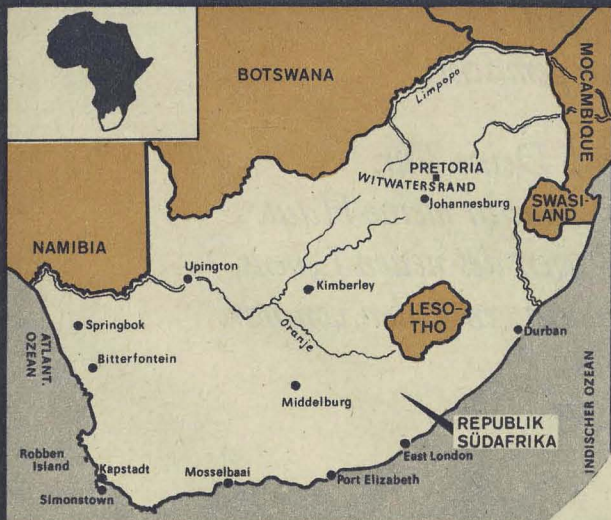 BOTSWANA
Limpopo
MOCAMBIQUE
PRETORIA
WITWATERSRAND
Johannesburg
SWASI-
LAND
NAMIBIA
Upington
Kimberley
LESO-
THO
Oranje
Springbok
Durban
ATLANT.
OZEAN
Bitterfontein
Middelburg
INDISCHER OZEAN
REPUBLIK
SÜDAFRIKA
East London
Robben
Island
Kapstadt
Mosselbaai
Port Elizabeth
Simonstown